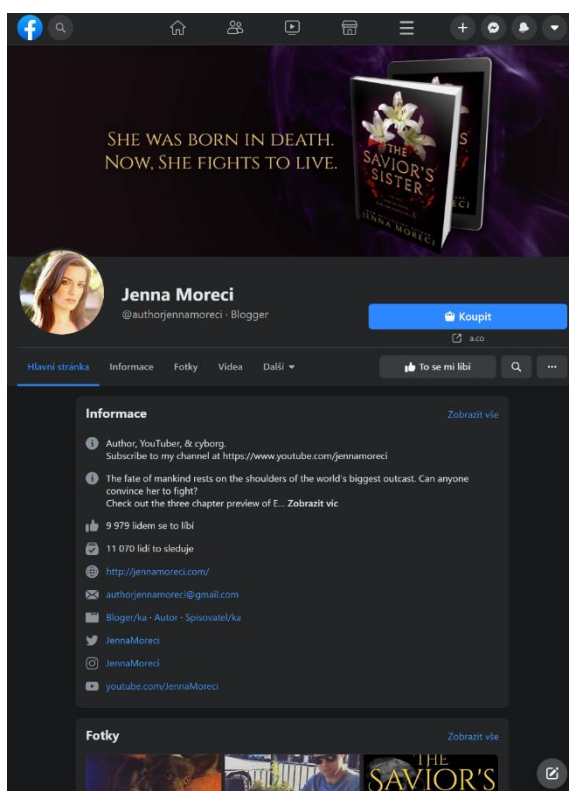 SHE WAS BORN IN DEATH.
NOW, SHE FIGHTS TO LIVE.
THE
SAVIOR'S
SISTER
JENNA MORECI
Jenna Moreci
@authorjennamoreci · Blogger
Koupit
a.co
Hlavní stránka Informace Fotky Videa Další
To se mi líbí
Informace
Zobrazit vše
Author, YouTuber, & cyborg.
Subscribe to my channel at https://www.youtube.com/jennamoreci
The fate of mankind rests on the shoulders of the world's biggest outcast. Can anyone
convince her to fight?
Check out the three chapter preview of E... Zobrazit víc
9 979 lidem se to líbí
11 070 lidí to sleduje
http://jennamoreci.com/
authorjennamoreci@gmail.com
Bloger/ka · Autor · Spisovatel/ka
JennaMoreci
JennaMoreci
youtube.com/JennaMoreci
Fotky
Zobrazit vše
THE
SAVIOR'S